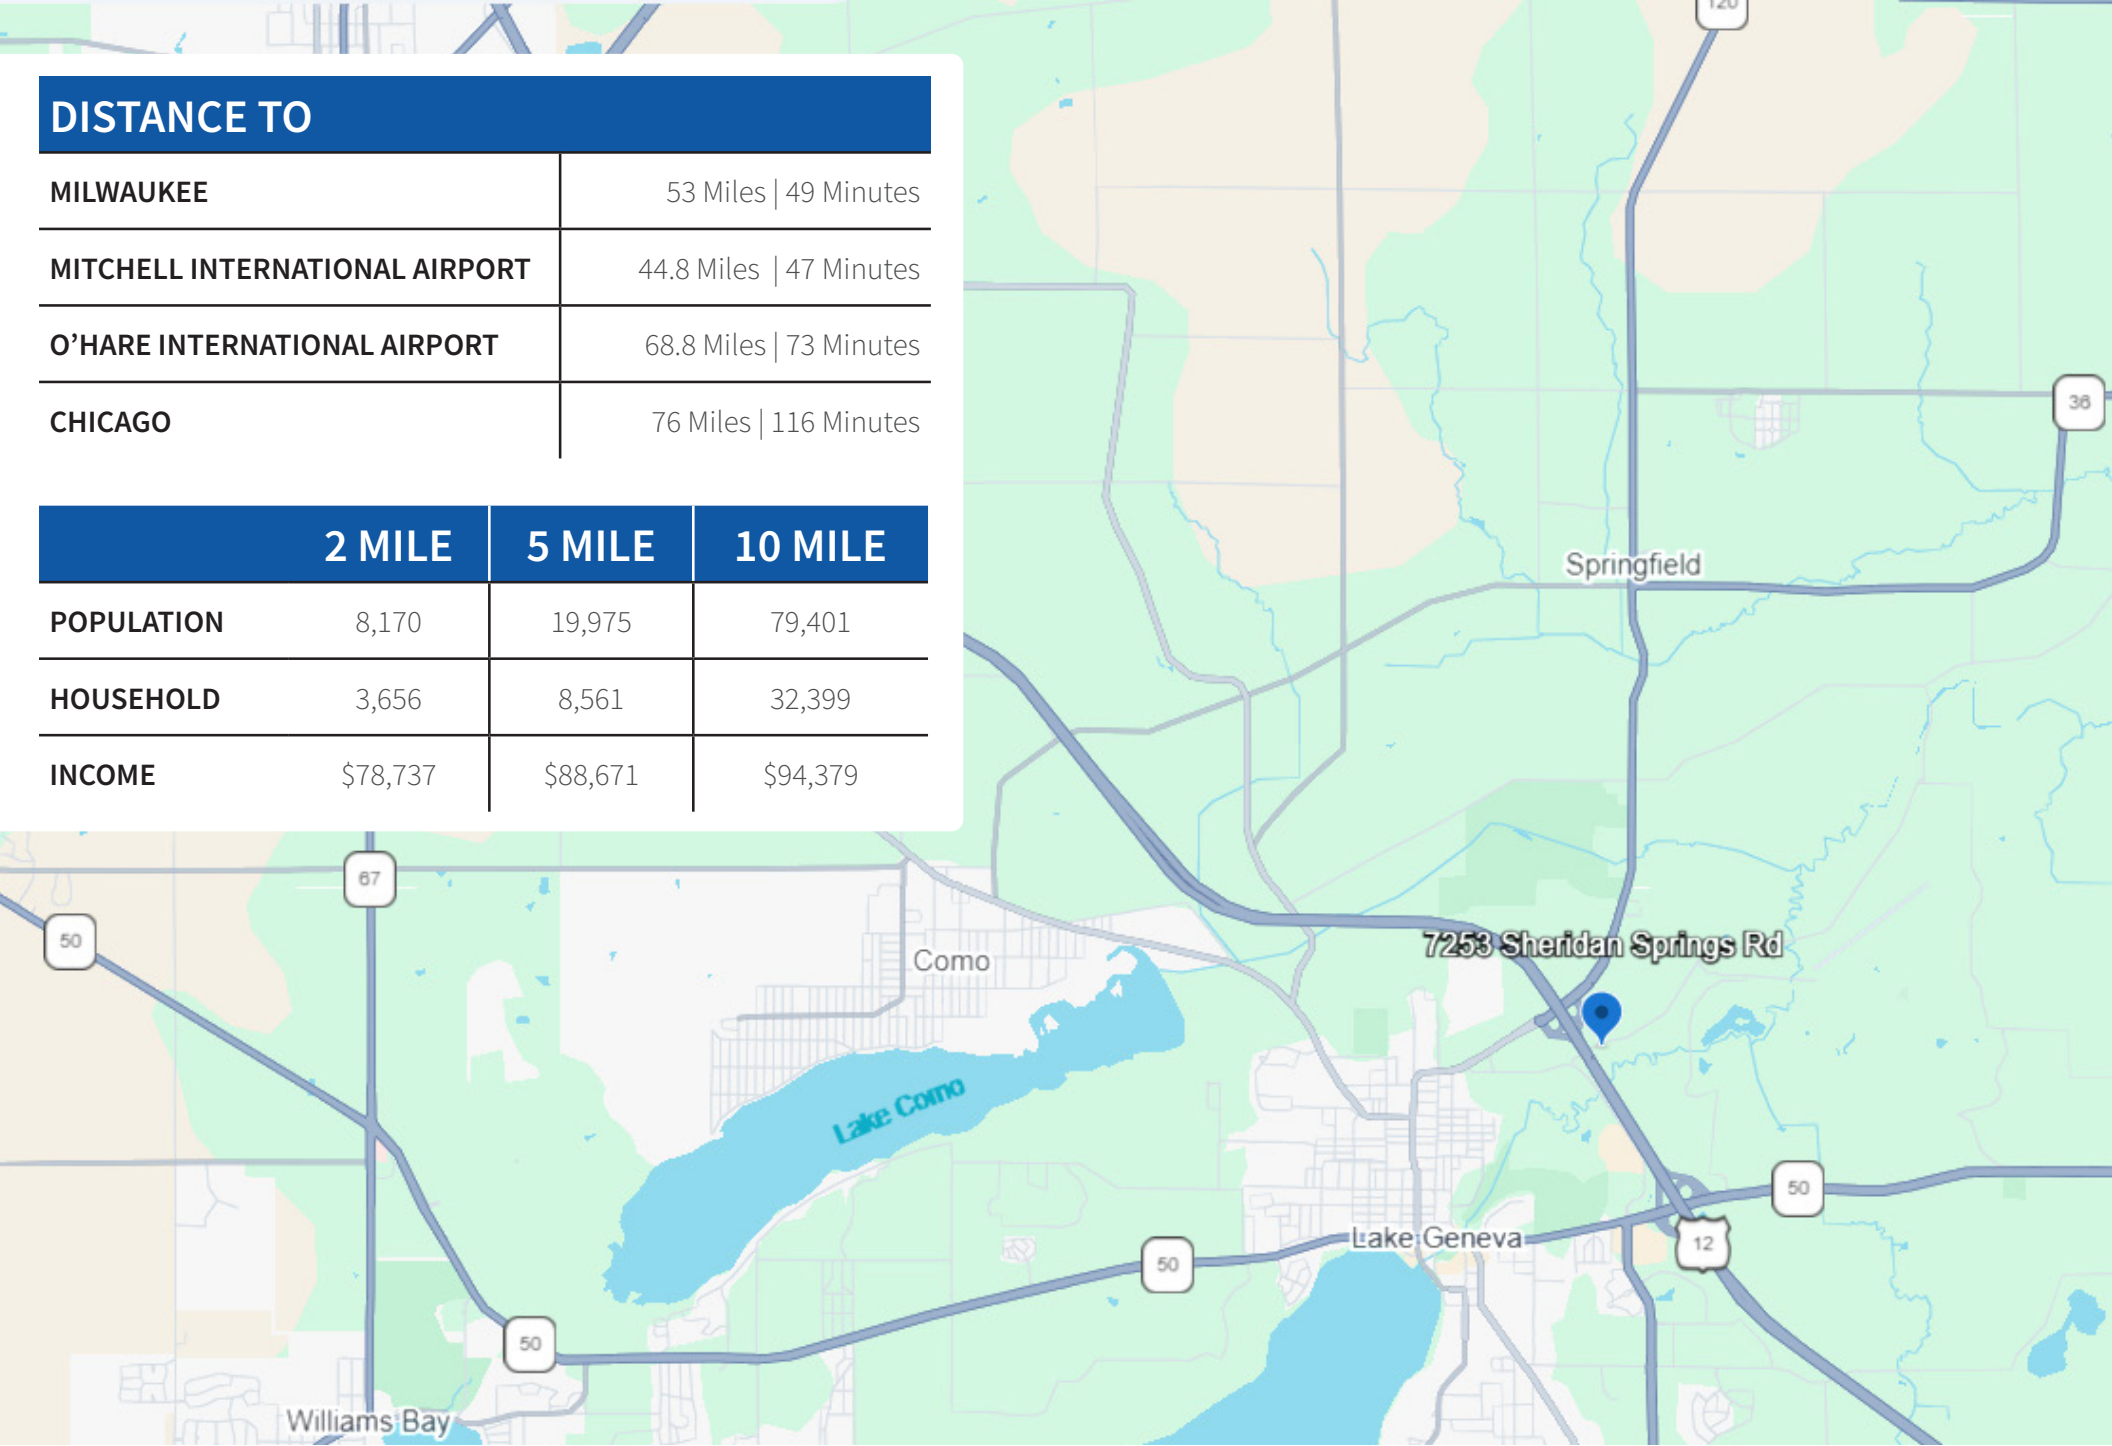 120
DISTANCE TO
MILWAUKEE 53 Miles | 49 Minutes
MITCHELL INTERNATIONAL AIRPORT 44.8 Miles | 47 Minutes
O’HARE INTERNATIONAL AIRPORT 68.8 Miles | 73 Minutes
CHICAGO 76 Miles | 116 Minutes
36
2 MILE 5 MILE 10 MILE
Springfield
POPULATION 8,170 19,975 79,401
HOUSEHOLD 3,656 8,561 32,399
INCOME $78,737 $88,671 $94,379
67
50
7253 Sheridan Springs Rd
Como
Lake Como
50
Lake Geneva
12
50
50
Williams Bay